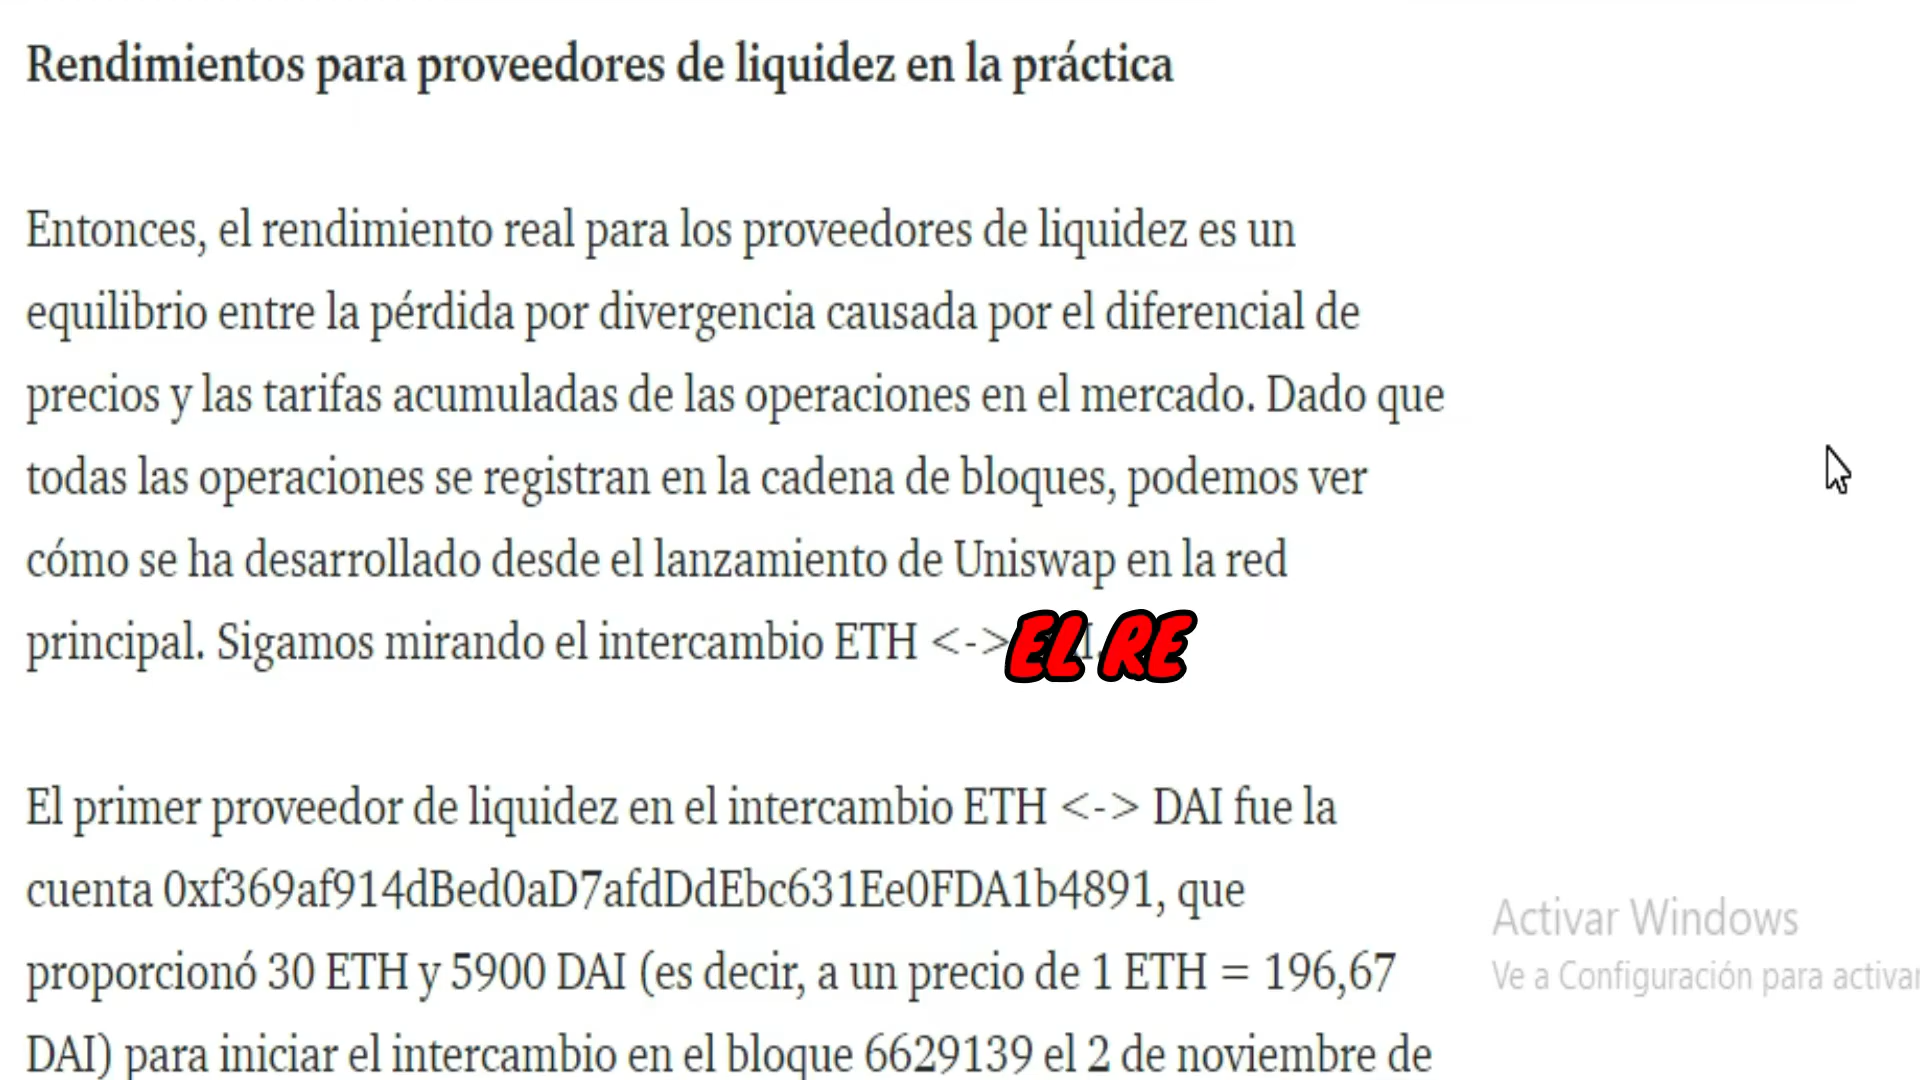 Rendimientos para proveedores de liquidez en la práctica
Entonces, el rendimiento real para los proveedores de liquidez es un
equilibrio entre la pérdida por divergencia causada por el diferencial de
precios y las tarifas acumuladas de las operaciones en el mercado. Dado que
todas las operaciones se registran en la cadena de bloques, podemos ver
cómo se ha desarrollado desde el lanzamiento de Uniswap en la red
principal. Sigamos mirando el intercambio ETH <->
EL RE
El primer proveedor de liquidez en el intercambio ETH <-> DAI fue la
cuenta 0xf369af914dBed0aD7afdDdEbc631Ee0FDA1b4891, que
proporcionó 30 ETH y 5900 DAI (es decir, a un precio de 1 ETH = 196,67
DAI) para iniciar el intercambio en el bloque 6629139 el 2 de noviembre de
Activar Windows
Ve a Configuración para activar